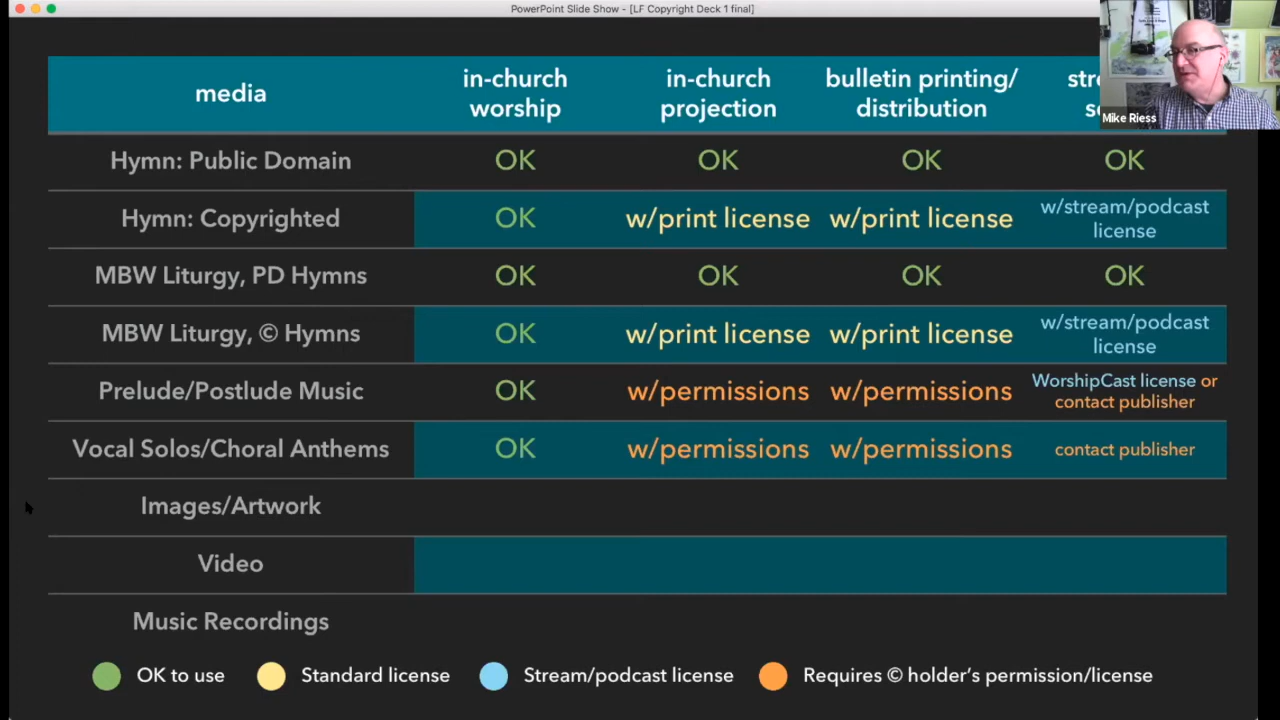 PowerPoint Slide Show - [LF Copyright Deck 1 final]
Mike Riess
media
in-church worship
in-church projection
bulletin printing/ distribution
Hymn: Public Domain OK OK OK OK
Hymn: Copyrighted OK w/print license w/print license w/stream/podcast license
MBW Liturgy, PD Hymns OK OK OK OK
MBW Liturgy, © Hymns OK w/print license w/print license w/stream/podcast license
Prelude/Postlude Music OK w/permissions w/permissions WorshipCast license or contact publisher
Vocal Solos/Choral Anthems OK w/permissions w/permissions contact publisher
Images/Artwork
Video
Music Recordings
OK to use Standard license Stream/podcast license Requires © holder's permission/license